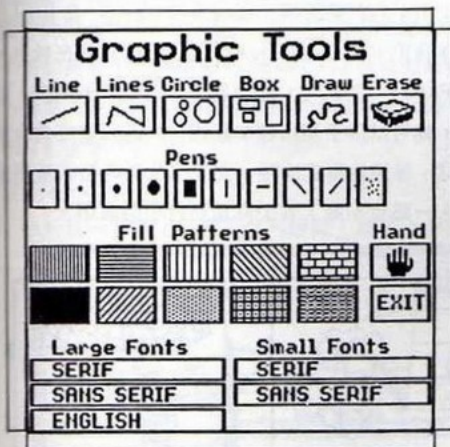 Graphic Tools
Line Lines Circle Box Draw Erase
Pens
Fill Patterns Hand
EXIT
Large Fonts Small Fonts
SERIF SERIF
SANS SERIF SANS SERIF
ENGLISH